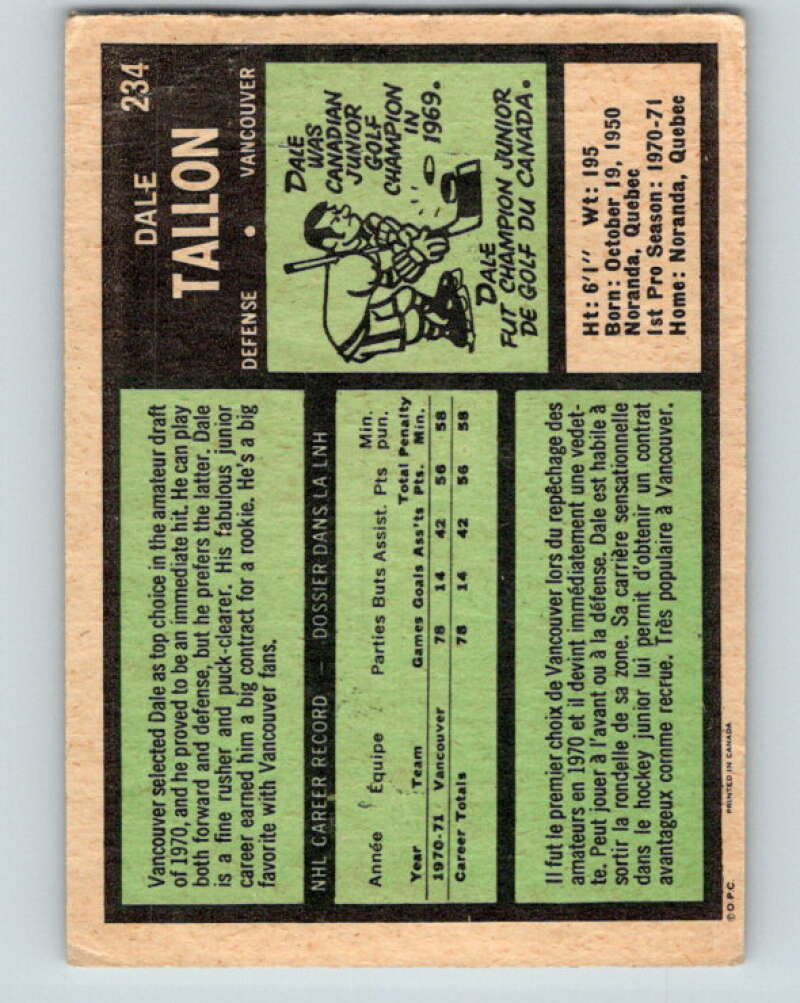 234
DALE
TALLON
DEFENSE • VANCOUVER
Vancouver selected Dale as top choice in the amateur draft
of 1970, and he proved to be an immediate hit. He can play
both forward and defense, but he prefers the latter. Dale
is a fine rusher and puck-clearer. His fabulous junior
career earned him a big contract for a rookie. He's a big
favorite with Vancouver fans.
DALE
WAS
CANADIAN
JUNIOR
GOLF
CHAMPION
IN
1969.
DALE
FUT CHAMPION JUNIOR
DE GOLF DU CANADA.
NHL CAREER RECORD – DOSSIER DANS LA LNH
Min.
Année Équipe Parties Buts Assist. Pts pun.
Total Penalty
Year Team Games Goals Ass'ts Pts. Min.
1970-71 Vancouver 78 14 42 56 58
Career Totals 78 14 42 56 58
Ht: 6'1" Wt: 195
Born: October 19, 1950
Noranda, Quebec
1st Pro Season: 1970-71
Home: Noranda, Quebec
Il fut le premier choix de Vancouver lors du repêchage des
amateurs en 1970 et il devint immédiatement une vedet-
te. Peut jouer à l'avant ou à la défense. Dale est habile à
sortir la rondelle de sa zone. Sa carrière sensationnelle
dans le hockey junior lui permit d'obtenir un contrat
avantageux comme recrue. Très populaire à Vancouver.
© O.P.C. PRINTED IN CANADA